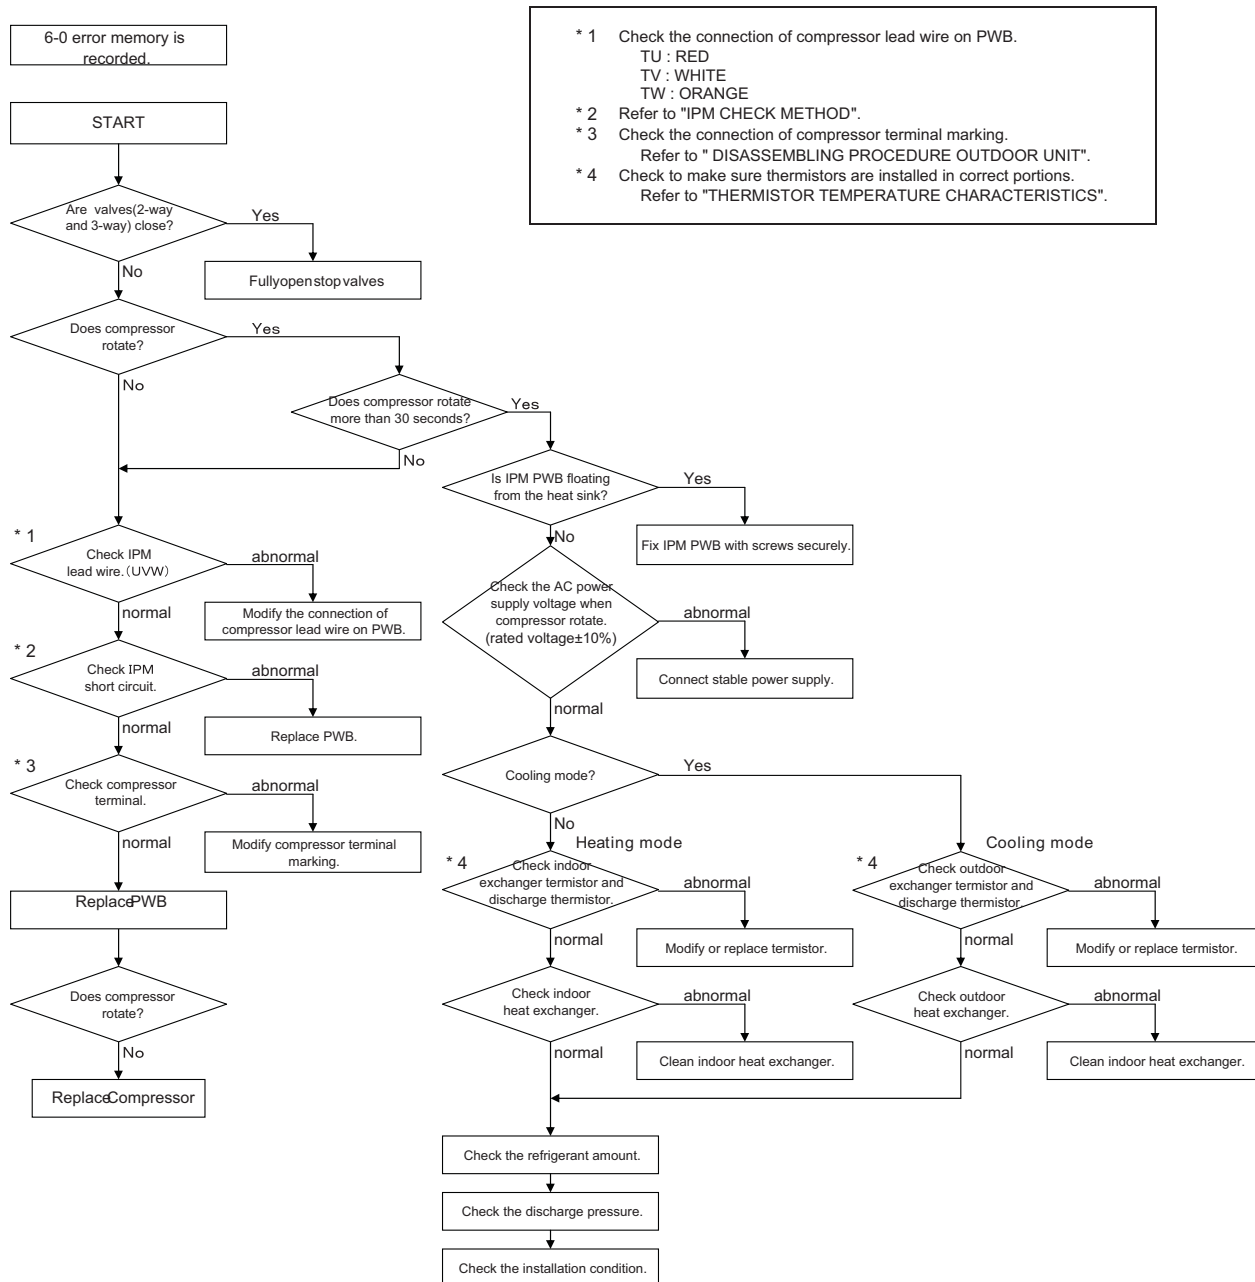 6-0 error memory is
recorded.
* 1 Check the connection of compressor lead wire on PWB.
TU : RED
TV : WHITE
TW : ORANGE
* 2 Refer to "IPM CHECK METHOD".
* 3 Check the connection of compressor terminal marking.
Refer to " DISASSEMBLING PROCEDURE OUTDOOR UNIT".
* 4 Check to make sure thermistors are installed in correct portions.
Refer to "THERMISTOR TEMPERATURE CHARACTERISTICS".
START
Are valves(2-way
and 3-way) close?
Yes
No
Fullyopenstopvalves
Does compressor
rotate?
Yes
No
Does compressor rotate
more than 30 seconds?
Yes
No
Is IPM PWB floating
from the heat sink?
Yes
No
Fix IPM PWB with screws securely.
* 1
Check IPM
lead wire.(UVW)
abnormal
normal
Modify the connection of
compressor lead wire on PWB.
Check the AC power
supply voltage when
compressor rotate.
(rated voltage±10%)
abnormal
normal
Connect stable power supply.
* 2
Check IPM
short circuit.
abnormal
normal
Replace PWB.
* 3
Check compressor
terminal.
abnormal
normal
Modify compressor terminal
marking.
Cooling mode?
Yes
No
Heating mode
Cooling mode
* 4
Check indoor
exchanger termistor and
discharge thermistor.
abnormal
normal
Modify or replace termistor.
* 4
Check outdoor
exchanger termistor and
discharge thermistor.
abnormal
normal
Modify or replace termistor.
ReplacePWB
Does compressor
rotate?
No
ReplaceCompressor
Check indoor
heat exchanger.
abnormal
normal
Clean indoor heat exchanger.
Check outdoor
heat exchanger.
abnormal
normal
Clean indoor heat exchanger.
Check the refrigerant amount.
Check the discharge pressure.
Check the installation condition.